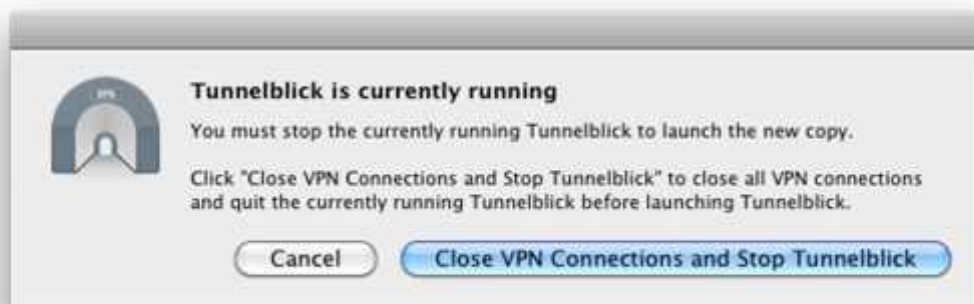 Tunnelblick is currently running
You must stop the currently running Tunnelblick to launch the new copy.
Click "Close VPN Connections and Stop Tunnelblick" to close all VPN connections
and quit the currently running Tunnelblick before launching Tunnelblick.
Cancel
Close VPN Connections and Stop Tunnelblick